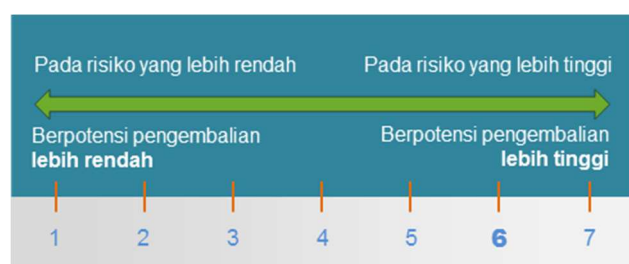 Pada risiko yang lebih rendah
Pada risiko yang lebih tinggi
Berpotensi pengembalian
lebih rendah
Berpotensi pengembalian
lebih tinggi
1 2 3 4 5 6 7